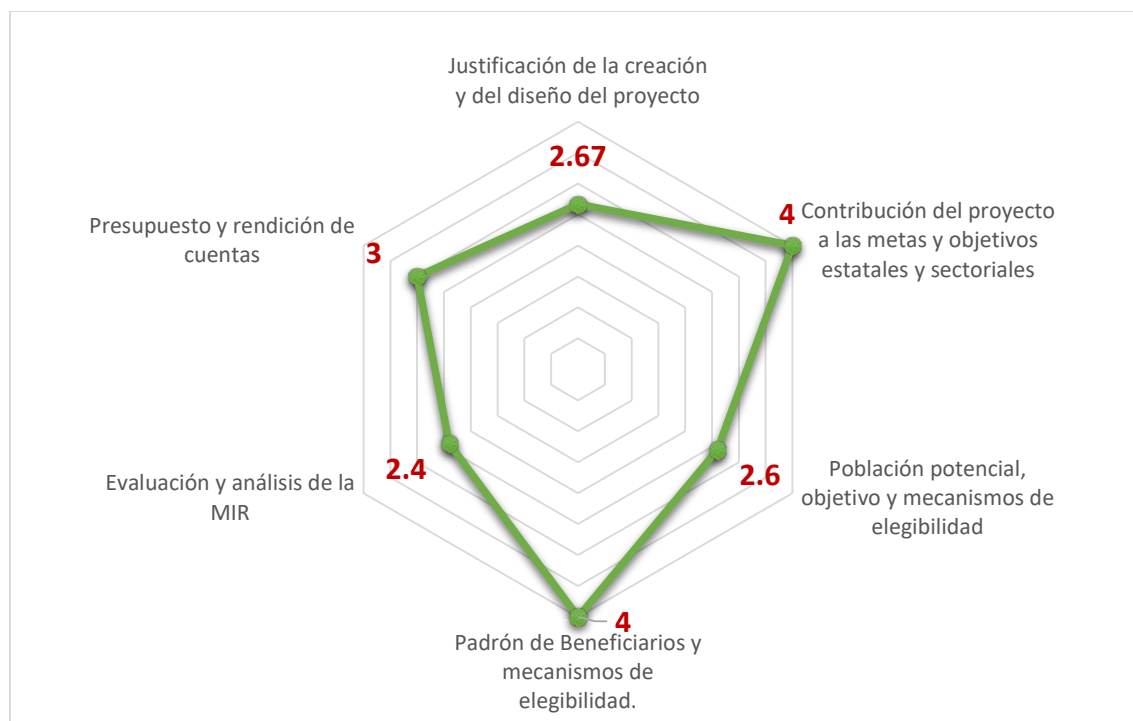 Justificación de la creación
y del diseño del proyecto
2.67
4
Contribución del proyecto
a las metas y objetivos
estatales y sectoriales
Presupuesto y rendición de
cuentas
3
Evaluación y análisis de la
MIR
2.4
2.6
Población potencial,
objetivo y mecanismos de
elegibilidad
4
Padrón de Beneficiarios y
mecanismos de
elegibilidad.